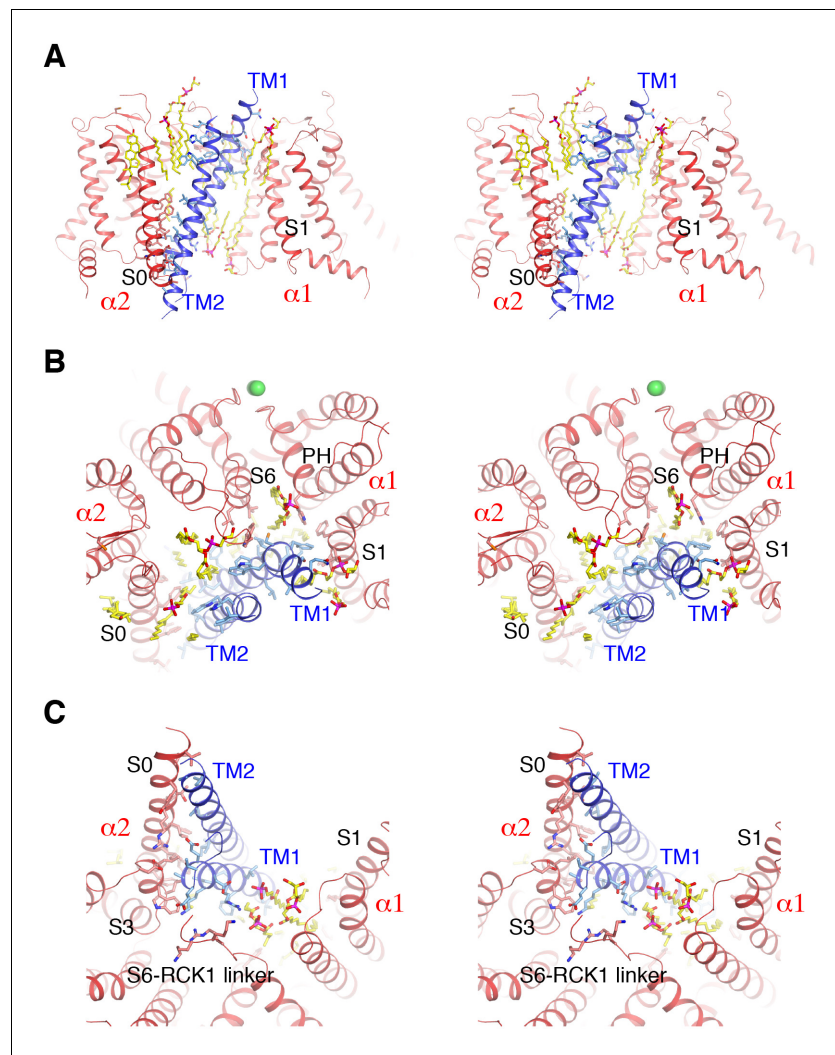 A
TM1 TM1
S1 S1
S0 S0
α2 TM2 α1 α2 TM2 α1
B
PH PH
S6 α1 S6 α1
α2 α2
S1 S1
TM1 TM1
S0 S0
TM2 TM2
C
S0 TM2 S0 TM2
α2 S1 α2 S1
TM1 TM1
α1 α1
S3 S3
S6-RCK1 linker S6-RCK1 linker